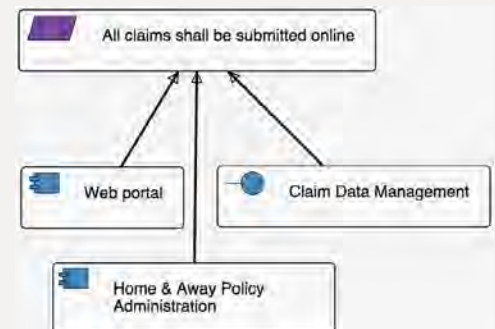 All claims shall be submitted online
Web portal
Claim Data Management
Home & Away Policy
Administration